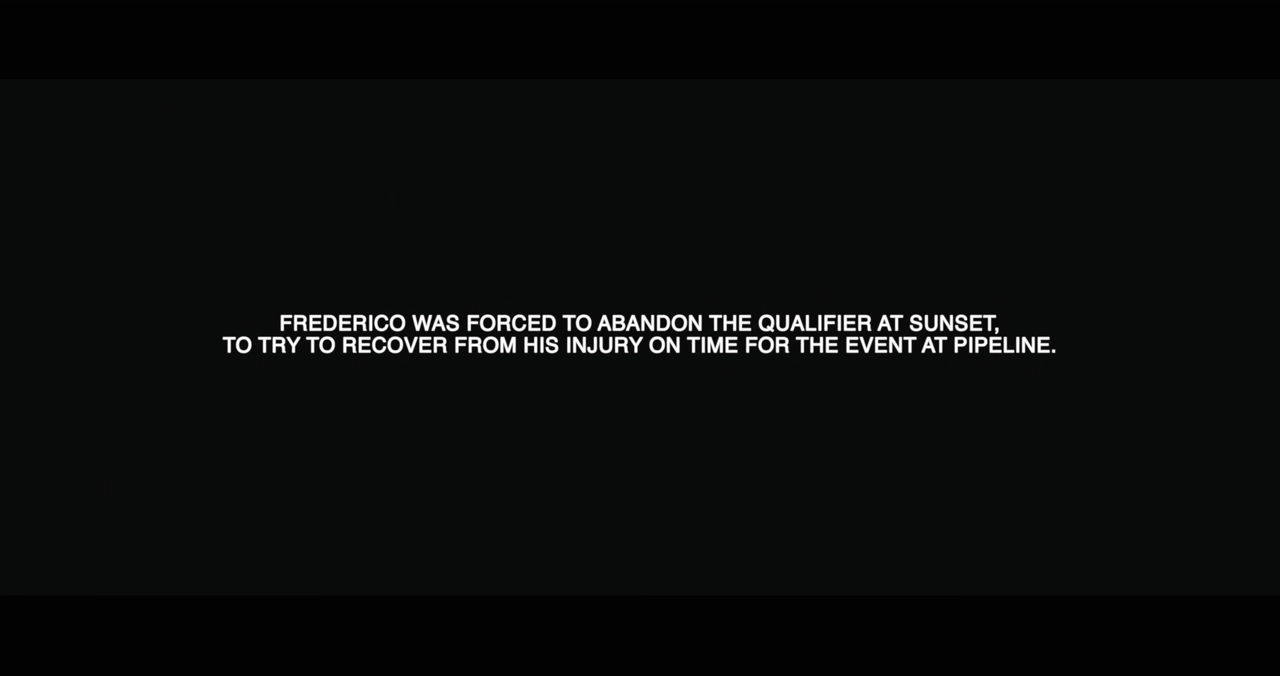 FREDERICO WAS FORCED TO ABANDON THE QUALIFIER AT SUNSET,
TO TRY TO RECOVER FROM HIS INJURY ON TIME FOR THE EVENT AT PIPELINE.